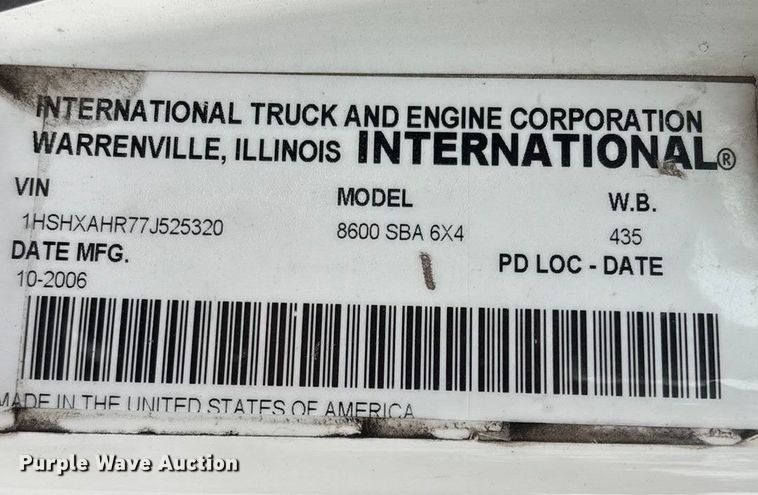 INTERNATIONAL TRUCK AND ENGINE CORPORATION
WARRENVILLE, ILLINOIS INTERNATIONAL®
VIN MODEL W.B.
1HSHXAHR77J525320 8600 SBA 6X4 435
DATE MFG. PD LOC - DATE
10-2006
MADE IN THE UNITED STATES OF AMERICA
Purple Wave Auction